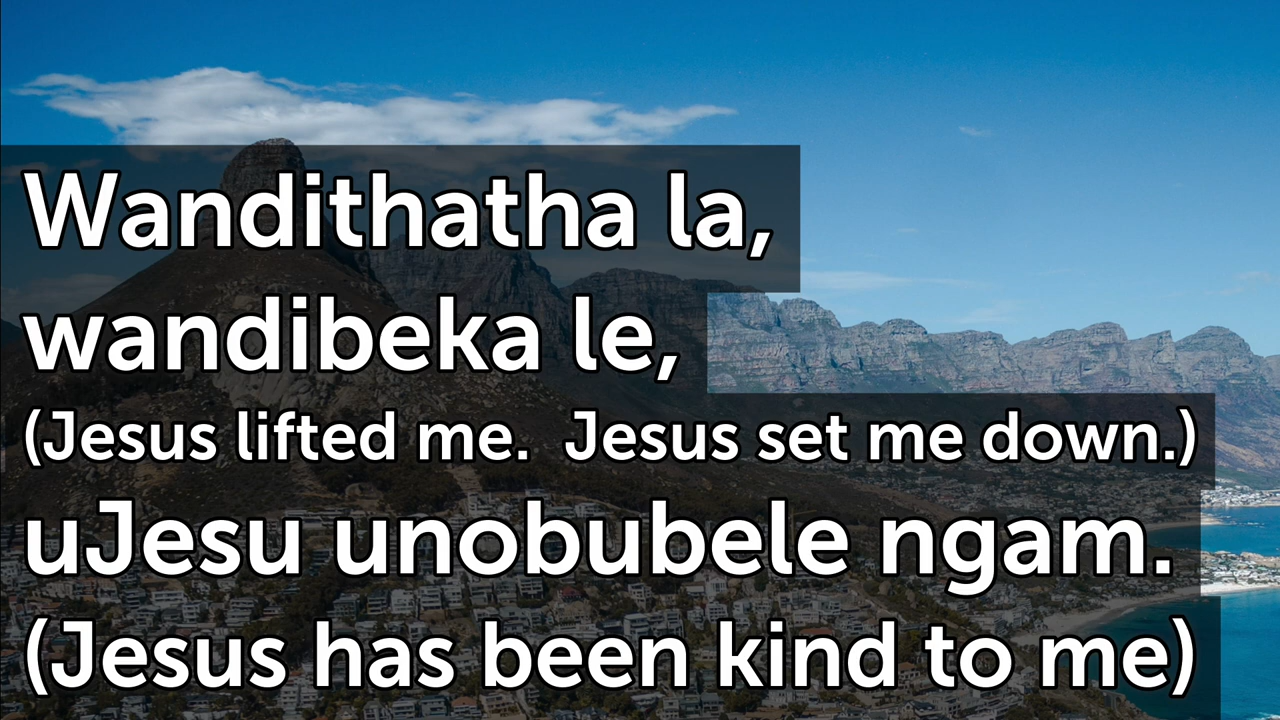 Wandithatha la,
wandibeka le,
(Jesus lifted me.  Jesus set me down.)
uJesu unobubele ngam.
(Jesus has been kind to me)